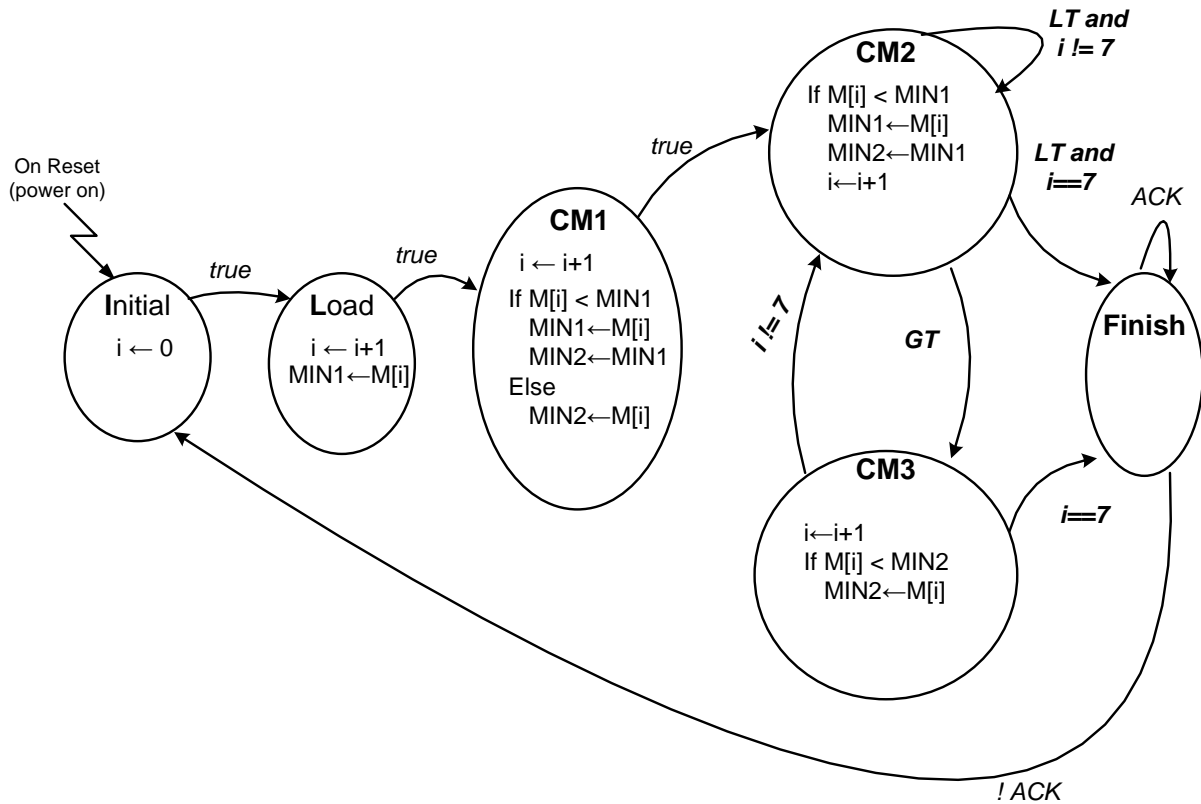 On Reset
(power on)
Initial
i ← 0
true
Load
i ← i+1
MIN1←M[i]
true
CM1
i ← i+1
If M[i] < MIN1
MIN1←M[i]
MIN2←MIN1
Else
MIN2←M[i]
true
CM2
If M[i] < MIN1
MIN1←M[i]
MIN2←MIN1
i←i+1
LT and
i != 7
LT and
i==7
GT
i != 7
CM3
i←i+1
If M[i] < MIN2
MIN2←M[i]
i==7
ACK
Finish
! ACK